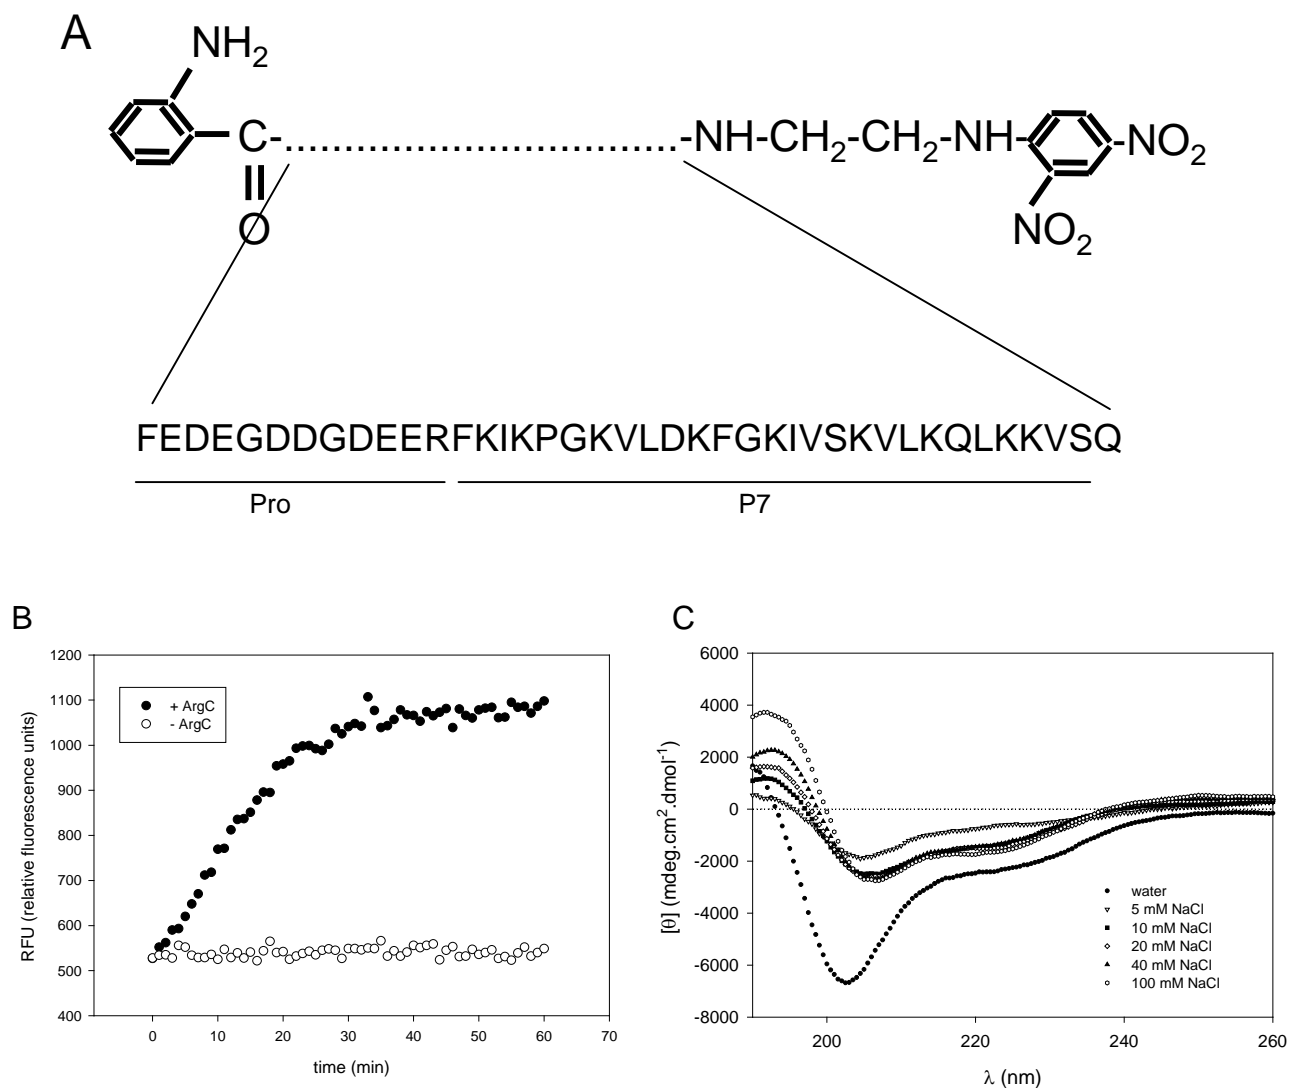 A
NH2
C-
-NH-CH2-CH2-NH-
-NO2
O
NO2
FEDEGDDGDEERFKIKPGKVLDKFGKIVSKVLKQLKKVSQ
Pro
P7
B
1200
1100
1000
900
800
700
600
500
400
RFU (relative fluorescence units)
+ ArgC
- ArgC
0
10
20
30
40
50
60
70
time (min)
C
6000
4000
2000
0
-2000
-4000
-6000
-8000
[θ] (mdeg.cm2.dmol-1)
water
5 mM NaCl
10 mM NaCl
20 mM NaCl
40 mM NaCl
100 mM NaCl
200
220
240
260
λ (nm)